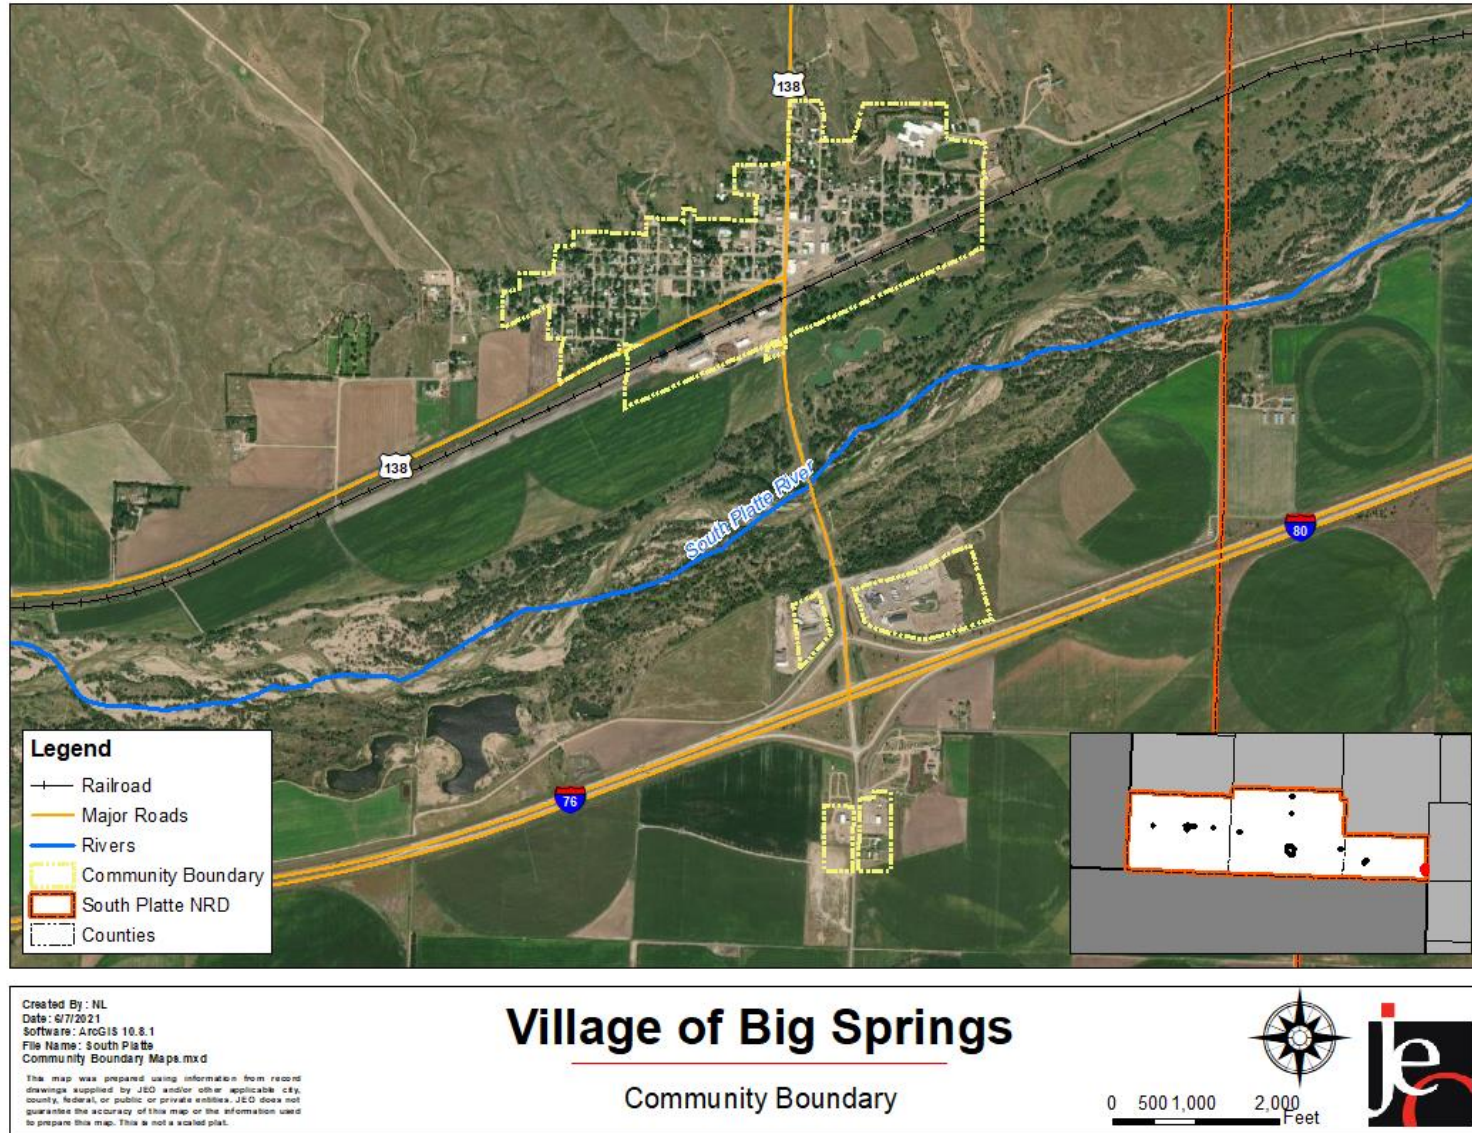 138
138
South Platte River
80
76
Legend
Railroad
Major Roads
Rivers
Community Boundary
South Platte NRD
Counties
Created By: NL
Date: 6/7/2021
Software: ArcGIS 10.8.1
File Name: South Platte
Community Boundary Maps.mxd
This map was prepared using information from record
drawings supplied by JEO and/or other applicable city,
county, federal, or public or private entities. JEO does not
guarantee the accuracy of this map or the information used
to prepare this map. This is not a scaled plat.
Village of Big Springs
Community Boundary
0 500 1,000 2,000
Feet
jeo